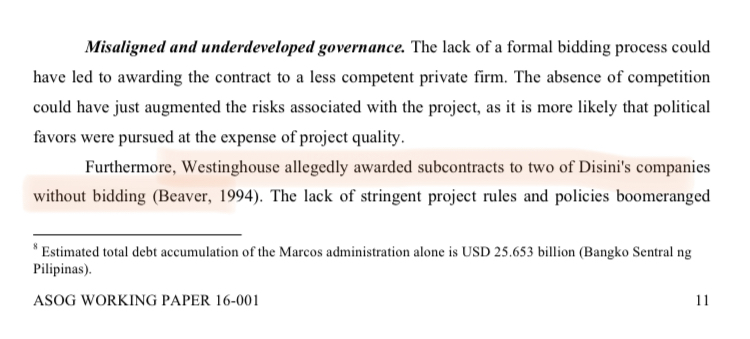 Misaligned and underdeveloped governance. The lack of a formal bidding process could
have led to awarding the contract to a less competent private firm. The absence of competition
could have just augmented the risks associated with the project, as it is more likely that political
favors were pursued at the expense of project quality.
Furthermore, Westinghouse allegedly awarded subcontracts to two of Disini's companies
without bidding (Beaver, 1994). The lack of stringent project rules and policies boomeranged
8 Estimated total debt accumulation of the Marcos administration alone is USD 25.653 billion (Bangko Sentral ng
Pilipinas).
ASOG WORKING PAPER 16-001 11